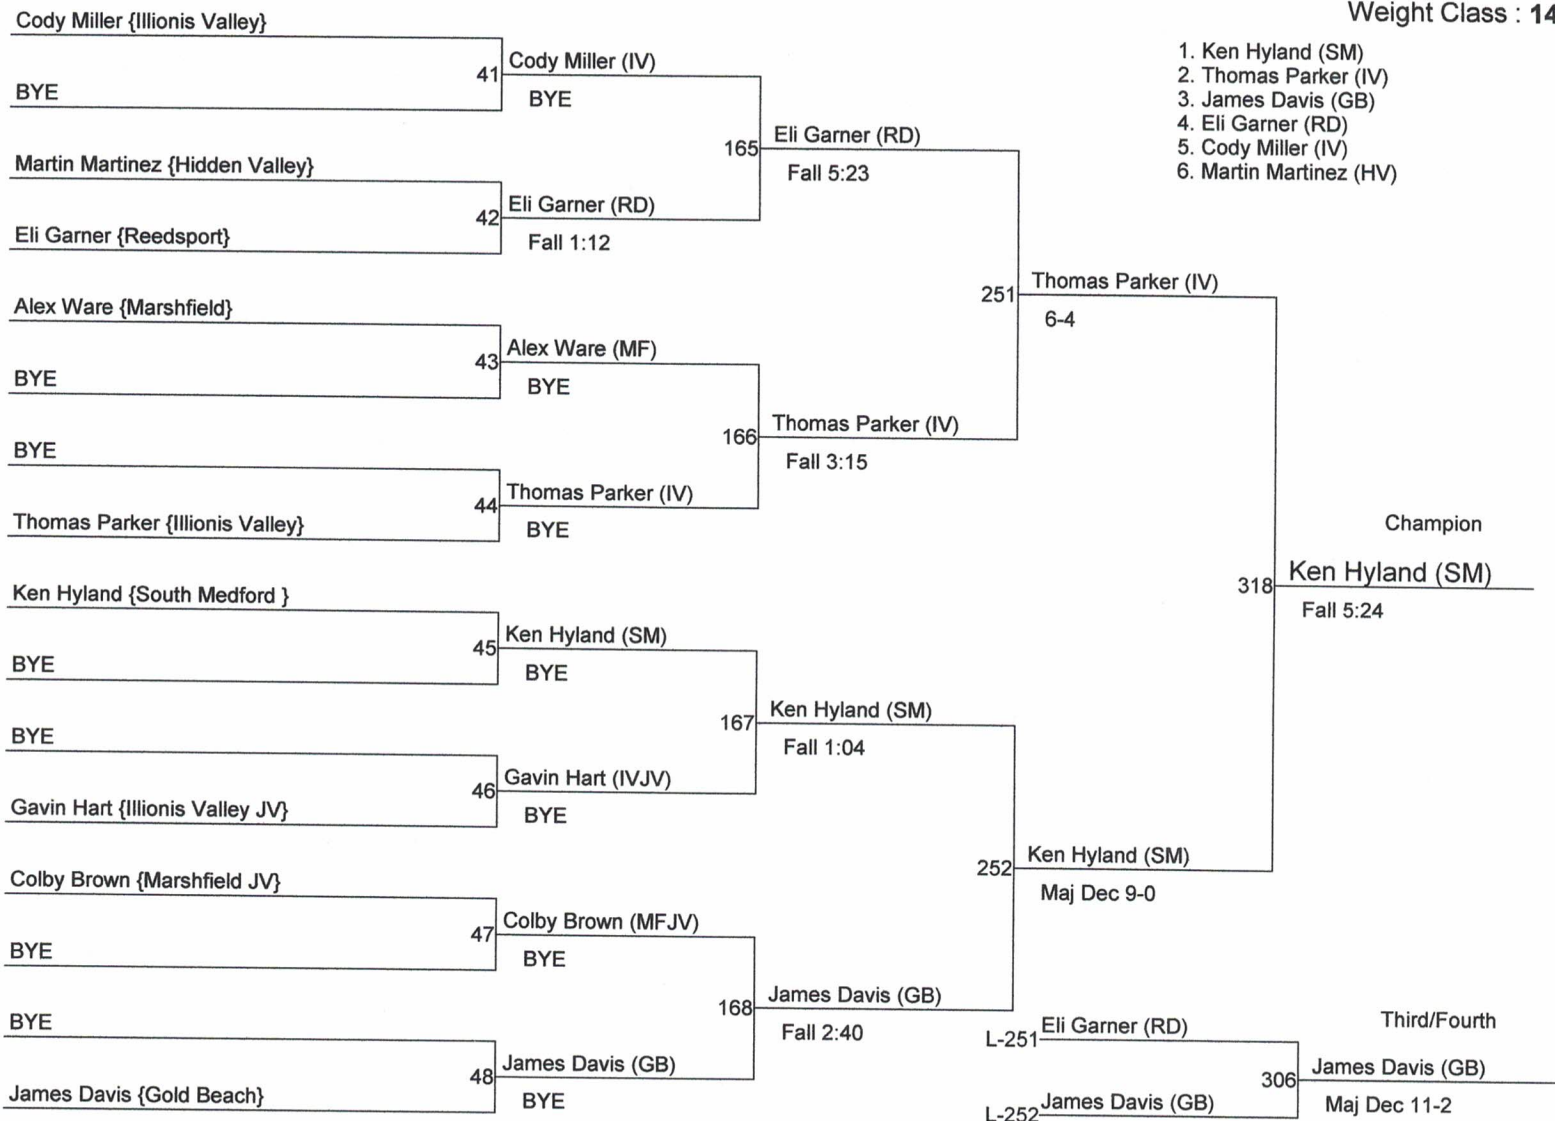 Weight Class : 14
1. Ken Hyland (SM)
2. Thomas Parker (IV)
3. James Davis (GB)
4. Eli Garner (RD)
5. Cody Miller (IV)
6. Martin Martinez (HV)
Cody Miller {Illionis Valley}
41
Cody Miller (IV)
BYE
BYE
165
Eli Garner (RD)
Fall 5:23
Martin Martinez {Hidden Valley}
42
Eli Garner (RD)
Fall 1:12
Eli Garner {Reedsport}
251
Thomas Parker (IV)
6-4
Alex Ware {Marshfield}
43
Alex Ware (MF)
BYE
BYE
166
Thomas Parker (IV)
Fall 3:15
BYE
44
Thomas Parker (IV)
BYE
Thomas Parker {Illionis Valley}
Champion
318
Ken Hyland (SM)
Fall 5:24
Ken Hyland {South Medford }
45
Ken Hyland (SM)
BYE
BYE
167
Ken Hyland (SM)
Fall 1:04
BYE
46
Gavin Hart (IVJV)
BYE
Gavin Hart {Illionis Valley JV}
252
Ken Hyland (SM)
Maj Dec 9-0
Colby Brown {Marshfield JV}
47
Colby Brown (MFJV)
BYE
BYE
168
James Davis (GB)
Fall 2:40
BYE
48
James Davis (GB)
BYE
James Davis {Gold Beach}
Third/Fourth
L-251
Eli Garner (RD)
306
James Davis (GB)
Maj Dec 11-2
L-252
James Davis (GB)